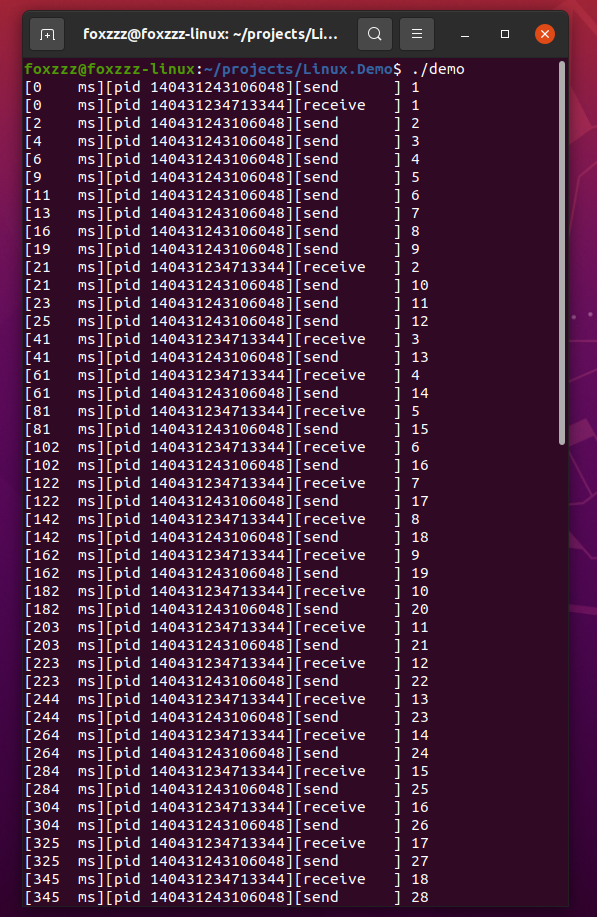 foxzzz@foxzzz-linux: ~/projects/Li...
foxzzz@foxzzz-linux:~/projects/Linux.Demo$ ./demo
[0    ms][pid 140431243106048][send      ] 1
[0    ms][pid 140431234713344][receive   ] 1
[2    ms][pid 140431243106048][send      ] 2
[4    ms][pid 140431243106048][send      ] 3
[6    ms][pid 140431243106048][send      ] 4
[9    ms][pid 140431243106048][send      ] 5
[11   ms][pid 140431243106048][send      ] 6
[13   ms][pid 140431243106048][send      ] 7
[16   ms][pid 140431243106048][send      ] 8
[19   ms][pid 140431243106048][send      ] 9
[21   ms][pid 140431234713344][receive   ] 2
[21   ms][pid 140431243106048][send      ] 10
[23   ms][pid 140431243106048][send      ] 11
[25   ms][pid 140431243106048][send      ] 12
[41   ms][pid 140431234713344][receive   ] 3
[41   ms][pid 140431243106048][send      ] 13
[61   ms][pid 140431234713344][receive   ] 4
[61   ms][pid 140431243106048][send      ] 14
[81   ms][pid 140431234713344][receive   ] 5
[81   ms][pid 140431243106048][send      ] 15
[102  ms][pid 140431234713344][receive   ] 6
[102  ms][pid 140431243106048][send      ] 16
[122  ms][pid 140431234713344][receive   ] 7
[122  ms][pid 140431243106048][send      ] 17
[142  ms][pid 140431234713344][receive   ] 8
[142  ms][pid 140431243106048][send      ] 18
[162  ms][pid 140431234713344][receive   ] 9
[162  ms][pid 140431243106048][send      ] 19
[182  ms][pid 140431234713344][receive   ] 10
[182  ms][pid 140431243106048][send      ] 20
[203  ms][pid 140431234713344][receive   ] 11
[203  ms][pid 140431243106048][send      ] 21
[223  ms][pid 140431234713344][receive   ] 12
[223  ms][pid 140431243106048][send      ] 22
[244  ms][pid 140431234713344][receive   ] 13
[244  ms][pid 140431243106048][send      ] 23
[264  ms][pid 140431234713344][receive   ] 14
[264  ms][pid 140431243106048][send      ] 24
[284  ms][pid 140431234713344][receive   ] 15
[284  ms][pid 140431243106048][send      ] 25
[304  ms][pid 140431234713344][receive   ] 16
[304  ms][pid 140431243106048][send      ] 26
[325  ms][pid 140431234713344][receive   ] 17
[325  ms][pid 140431243106048][send      ] 27
[345  ms][pid 140431234713344][receive   ] 18
[345  ms][pid 140431243106048][send      ] 28